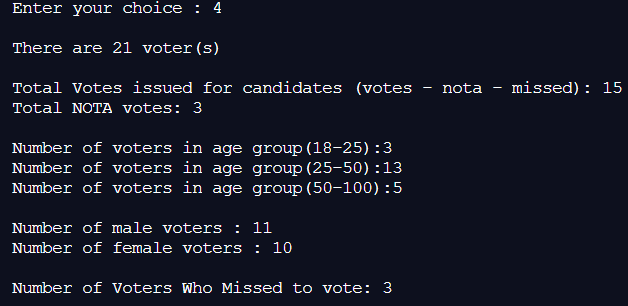 Enter your choice : 4
There are 21 voter(s)
Total Votes issued for candidates (votes - nota - missed): 15
Total NOTA votes: 3
Number of voters in age group(18-25):3
Number of voters in age group(25-50):13
Number of voters in age group(50-100):5
Number of male voters : 11
Number of female voters : 10
Number of Voters Who Missed to vote: 3